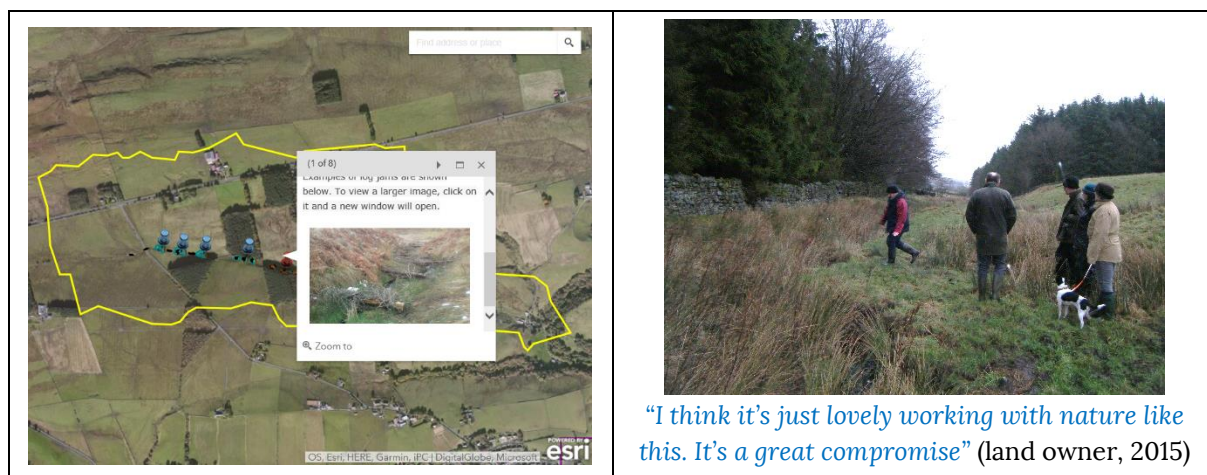 Find address or place
(1 of 8)
Examples of log jams are shown
below. To view a larger image, click on
it and a new window will open.
Zoom to
POWERED BY
esri
OS, Esri, HERE, Garmin, iPC | DigitalGlobe, Microsoft
“I think it’s just lovely working with nature like
this. It’s a great compromise” (land owner, 2015)